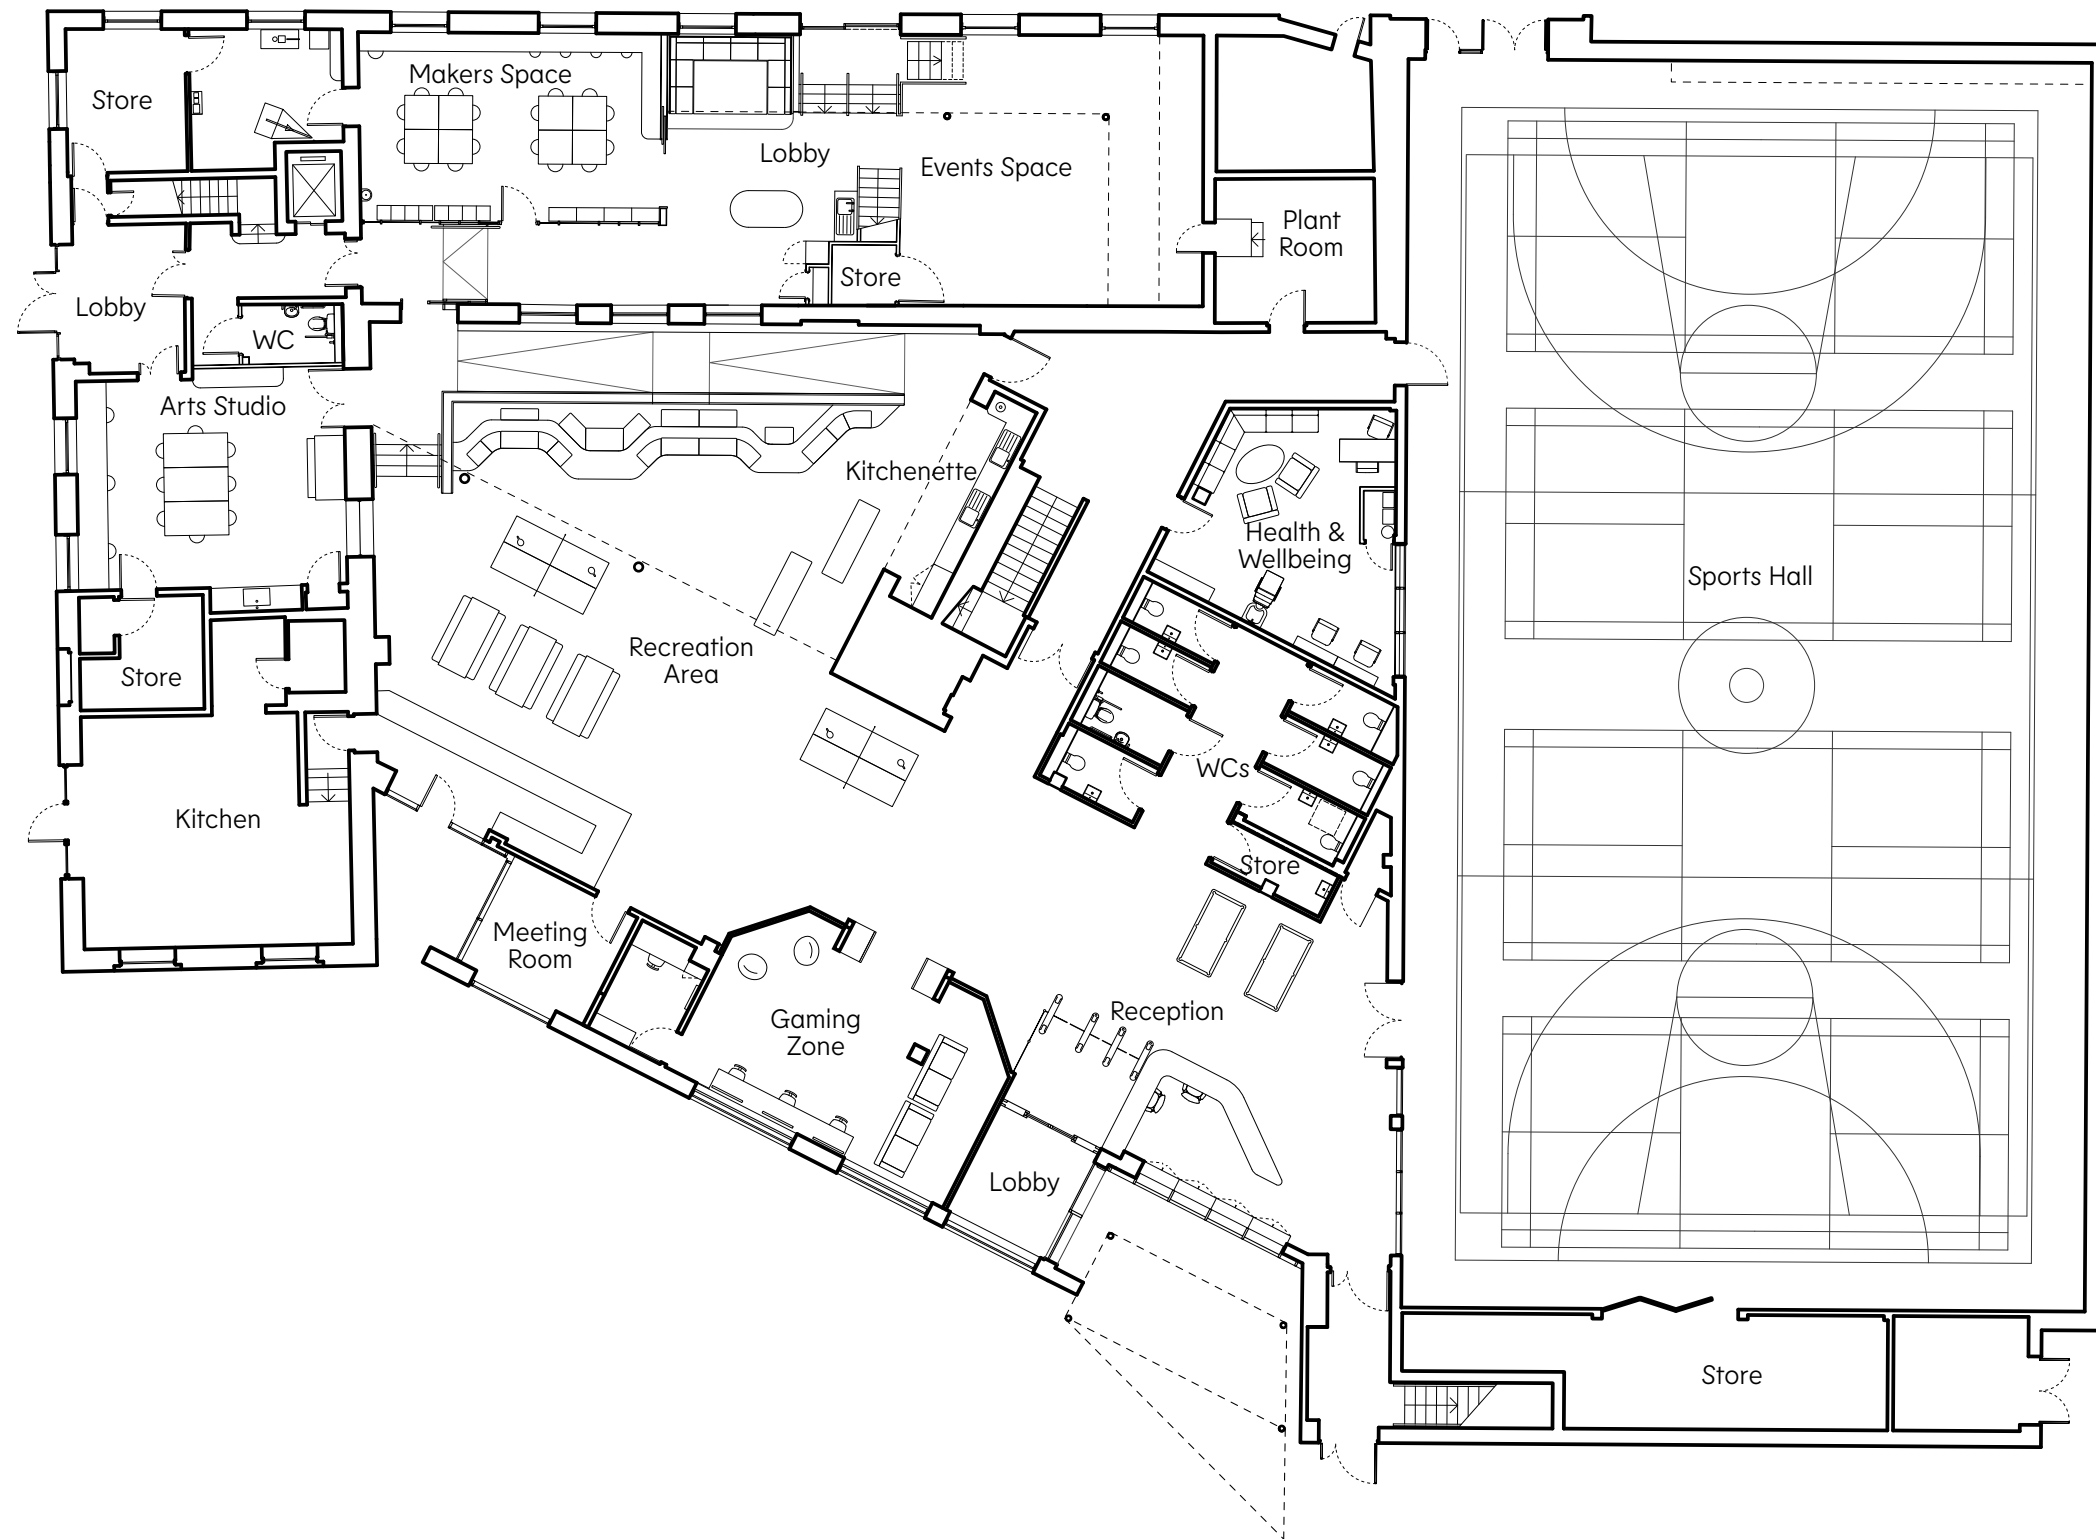 Makers Space
Store
Lobby
Events Space
Plant
Room
Store
Lobby
WC
Arts Studio
Kitchenette
Health &
Wellbeing
Sports Hall
Recreation
Area
Store
WCs
Kitchen
Store
Meeting
Room
Reception
Gaming
Zone
Lobby
Store